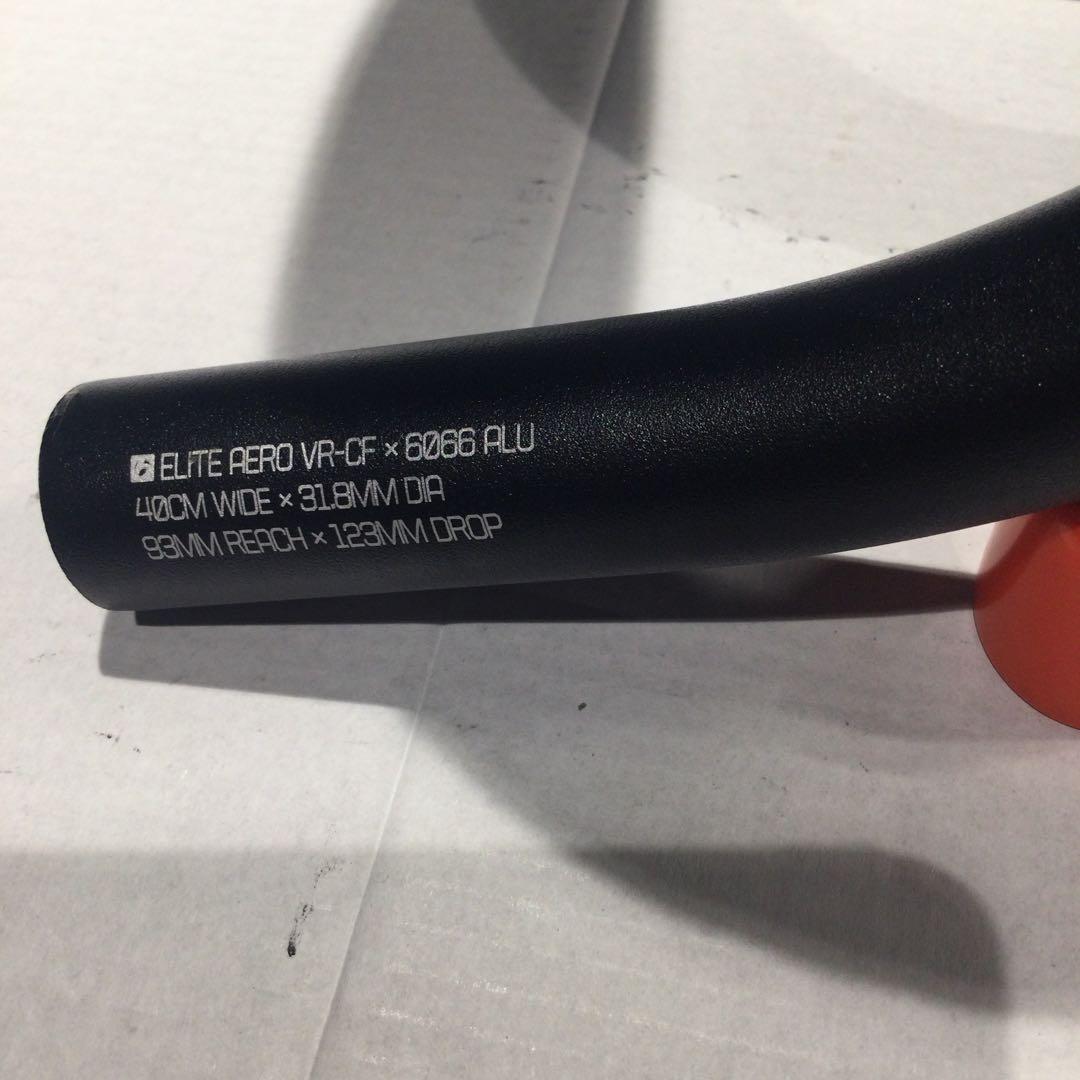 ELITE AERO VR-CF × 6066 ALU
40CM WIDE × 31.8MM DIA
93MM REACH × 123MM DROP